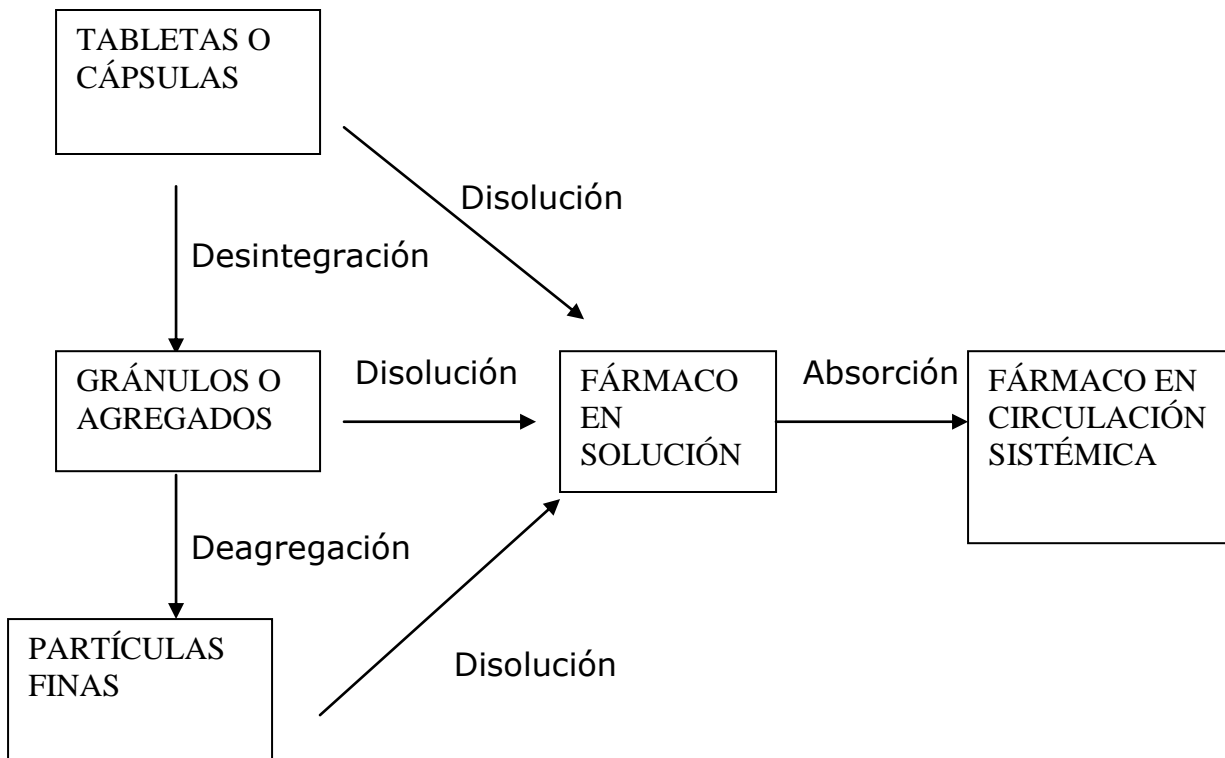 TABLETAS O
CÁPSULAS
Disolución
Desintegración
GRÁNULOS O
AGREGADOS
Disolución
FÁRMACO
EN
SOLUCIÓN
Absorción
FÁRMACO EN
CIRCULACIÓN
SISTÉMICA
Deagregación
PARTÍCULAS
FINAS
Disolución